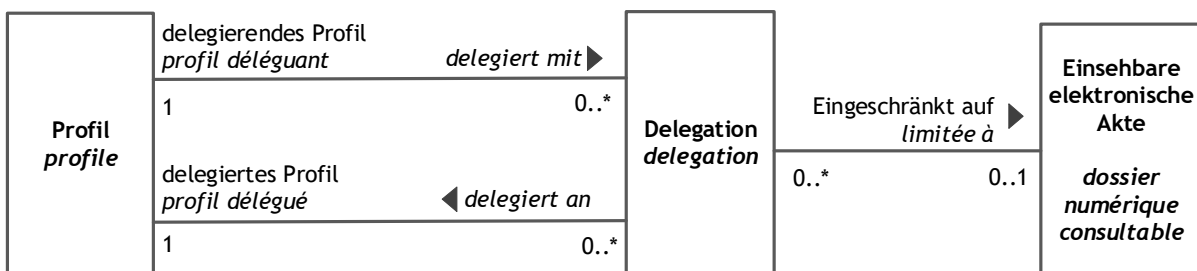 delegierendes Profil
profil déléguant
delegiert mit
1
0..*
Profil
profile
delegiertes Profil
profil délégué
delegiert an
1
0..*
Delegation
delegation
Eingeschränkt auf
limitée à
0..*
0..1
Einsehbare
elektronische
Akte
dossier
numérique
consultable